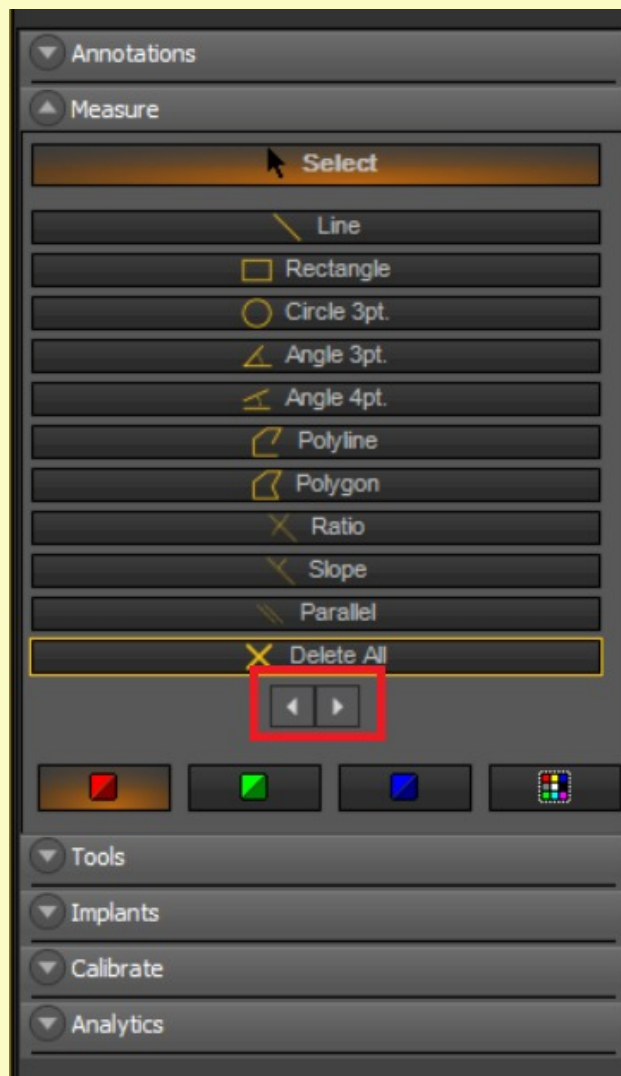 Annotations
Measure
Select
Line
Rectangle
Circle 3pt.
Angle 3pt.
Angle 4pt.
Polyline
Polygon
Ratio
Slope
Parallel
Delete All
Tools
Implants
Calibrate
Analytics